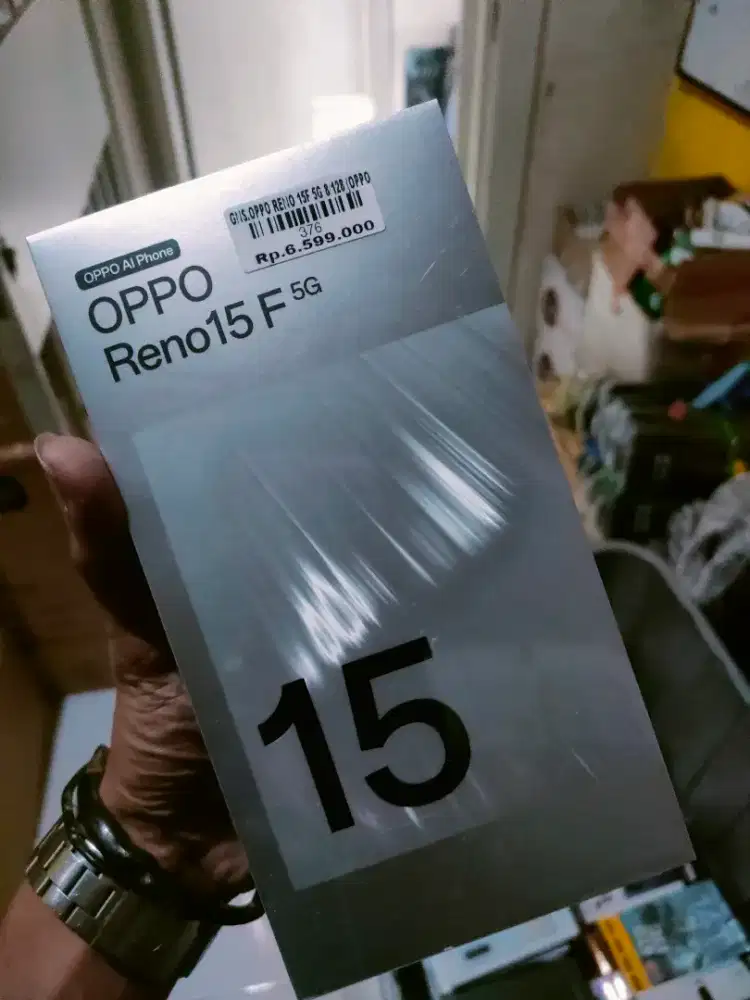 GNS.OPPO RENO 15F 5G 8-128 (OPPO
376
Rp.6.599.000
OPPO AI Phone
OPPO
Reno15 F 5G
15